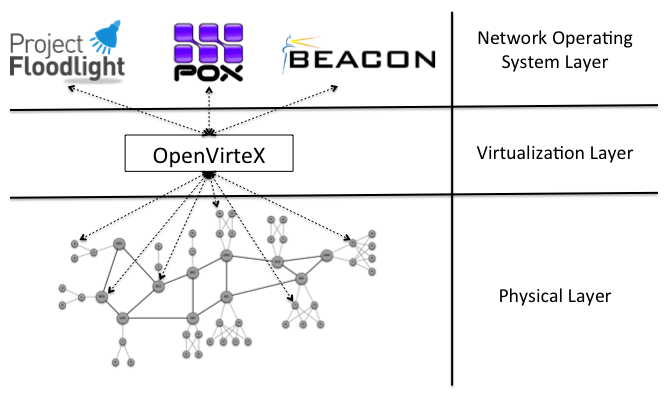 Project
Floodlight
POX
BEACON
Network Operating
System Layer
OpenVirteX
Virtualization Layer
Physical Layer